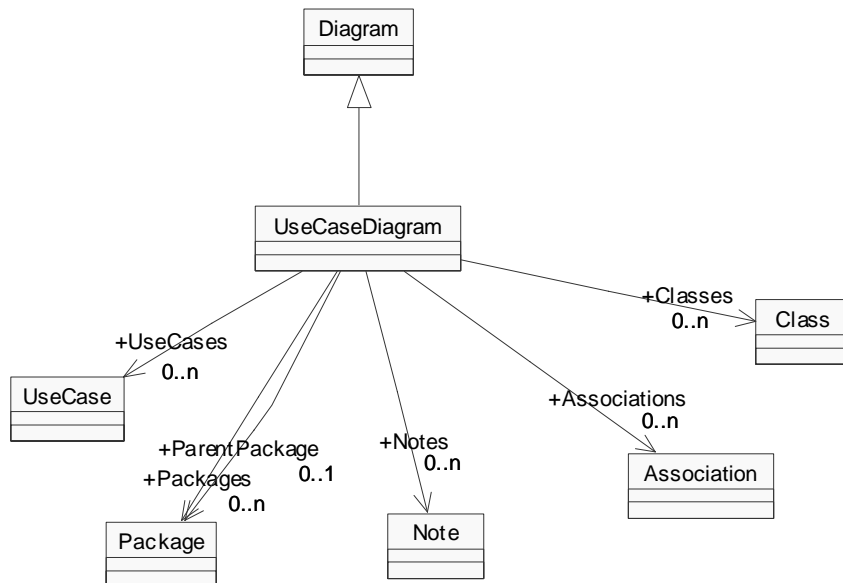 Diagram
UseCaseDiagram
+Classes
0..n
Class
+UseCases
0..n
UseCase
+Associations
0..n
Association
+ParentPackage
0..1
+Packages
0..n
Package
+Notes
0..n
Note